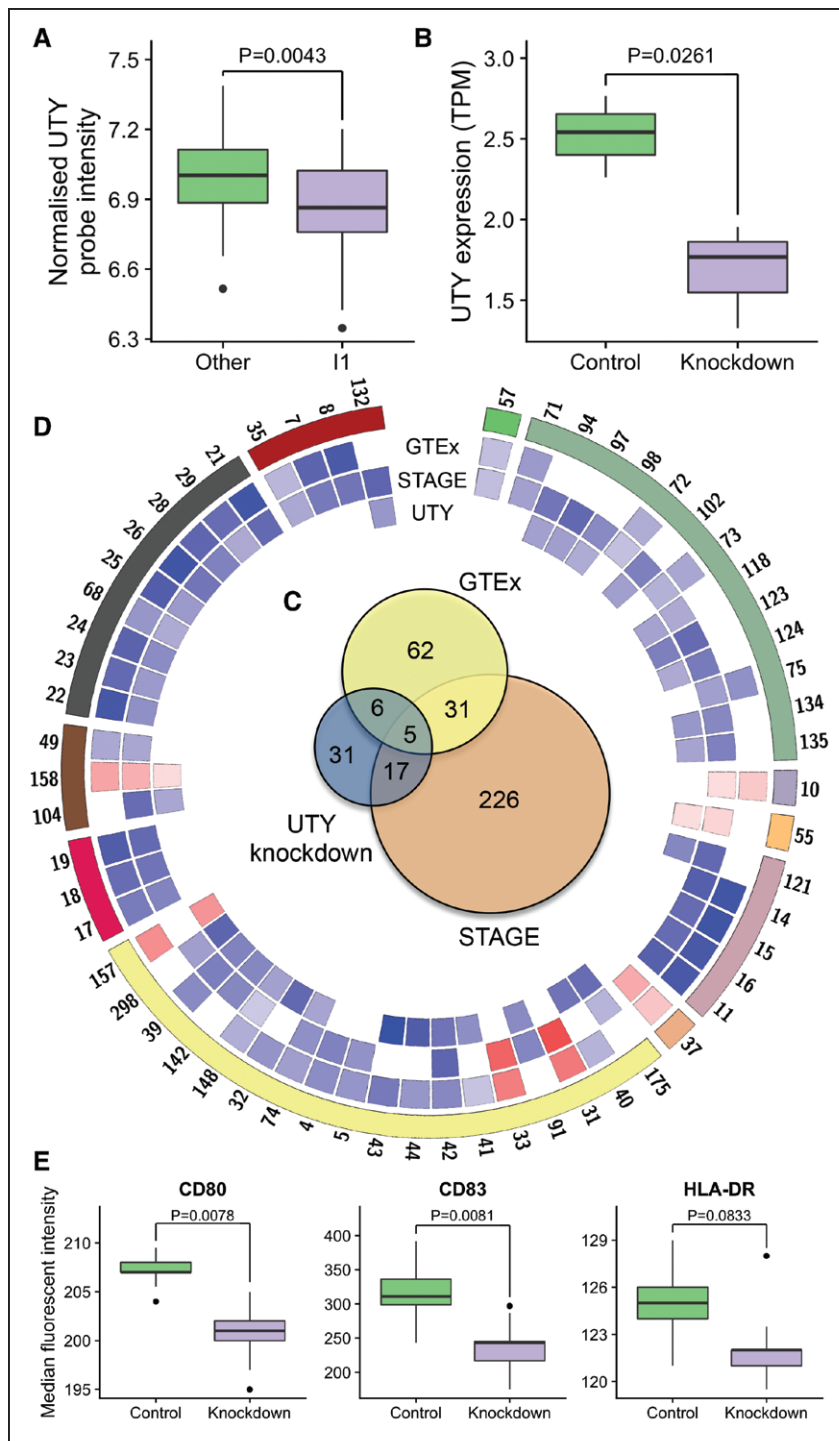 A
P=0.0043
7.5
7.2
6.9
6.6
6.3
Normalised UTY
probe intensity
Other
I1
B
P=0.0261
3.0
2.5
2.0
1.5
UTY expression (TPM)
Control
Knockdown
D
GTEx
STAGE
UTY
57
71
94
97
98
72
102
73
118
123
124
75
134
135
10
55
121
14
15
16
11
37
175
40
31
91
33
41
42
44
43
5
4
74
32
148
142
39
298
157
17
18
19
104
158
49
22
23
24
68
25
26
28
29
21
35
7
8
132
C
GTEx
62
6
5
31
31
17
226
UTY
knockdown
STAGE
E
Median fluorescent intensity
CD80
P=0.0078
210
205
200
195
Control
Knockdown
CD83
P=0.0081
400
350
300
250
200
Control
Knockdown
HLA-DR
P=0.0833
129
126
123
120
Control
Knockdown